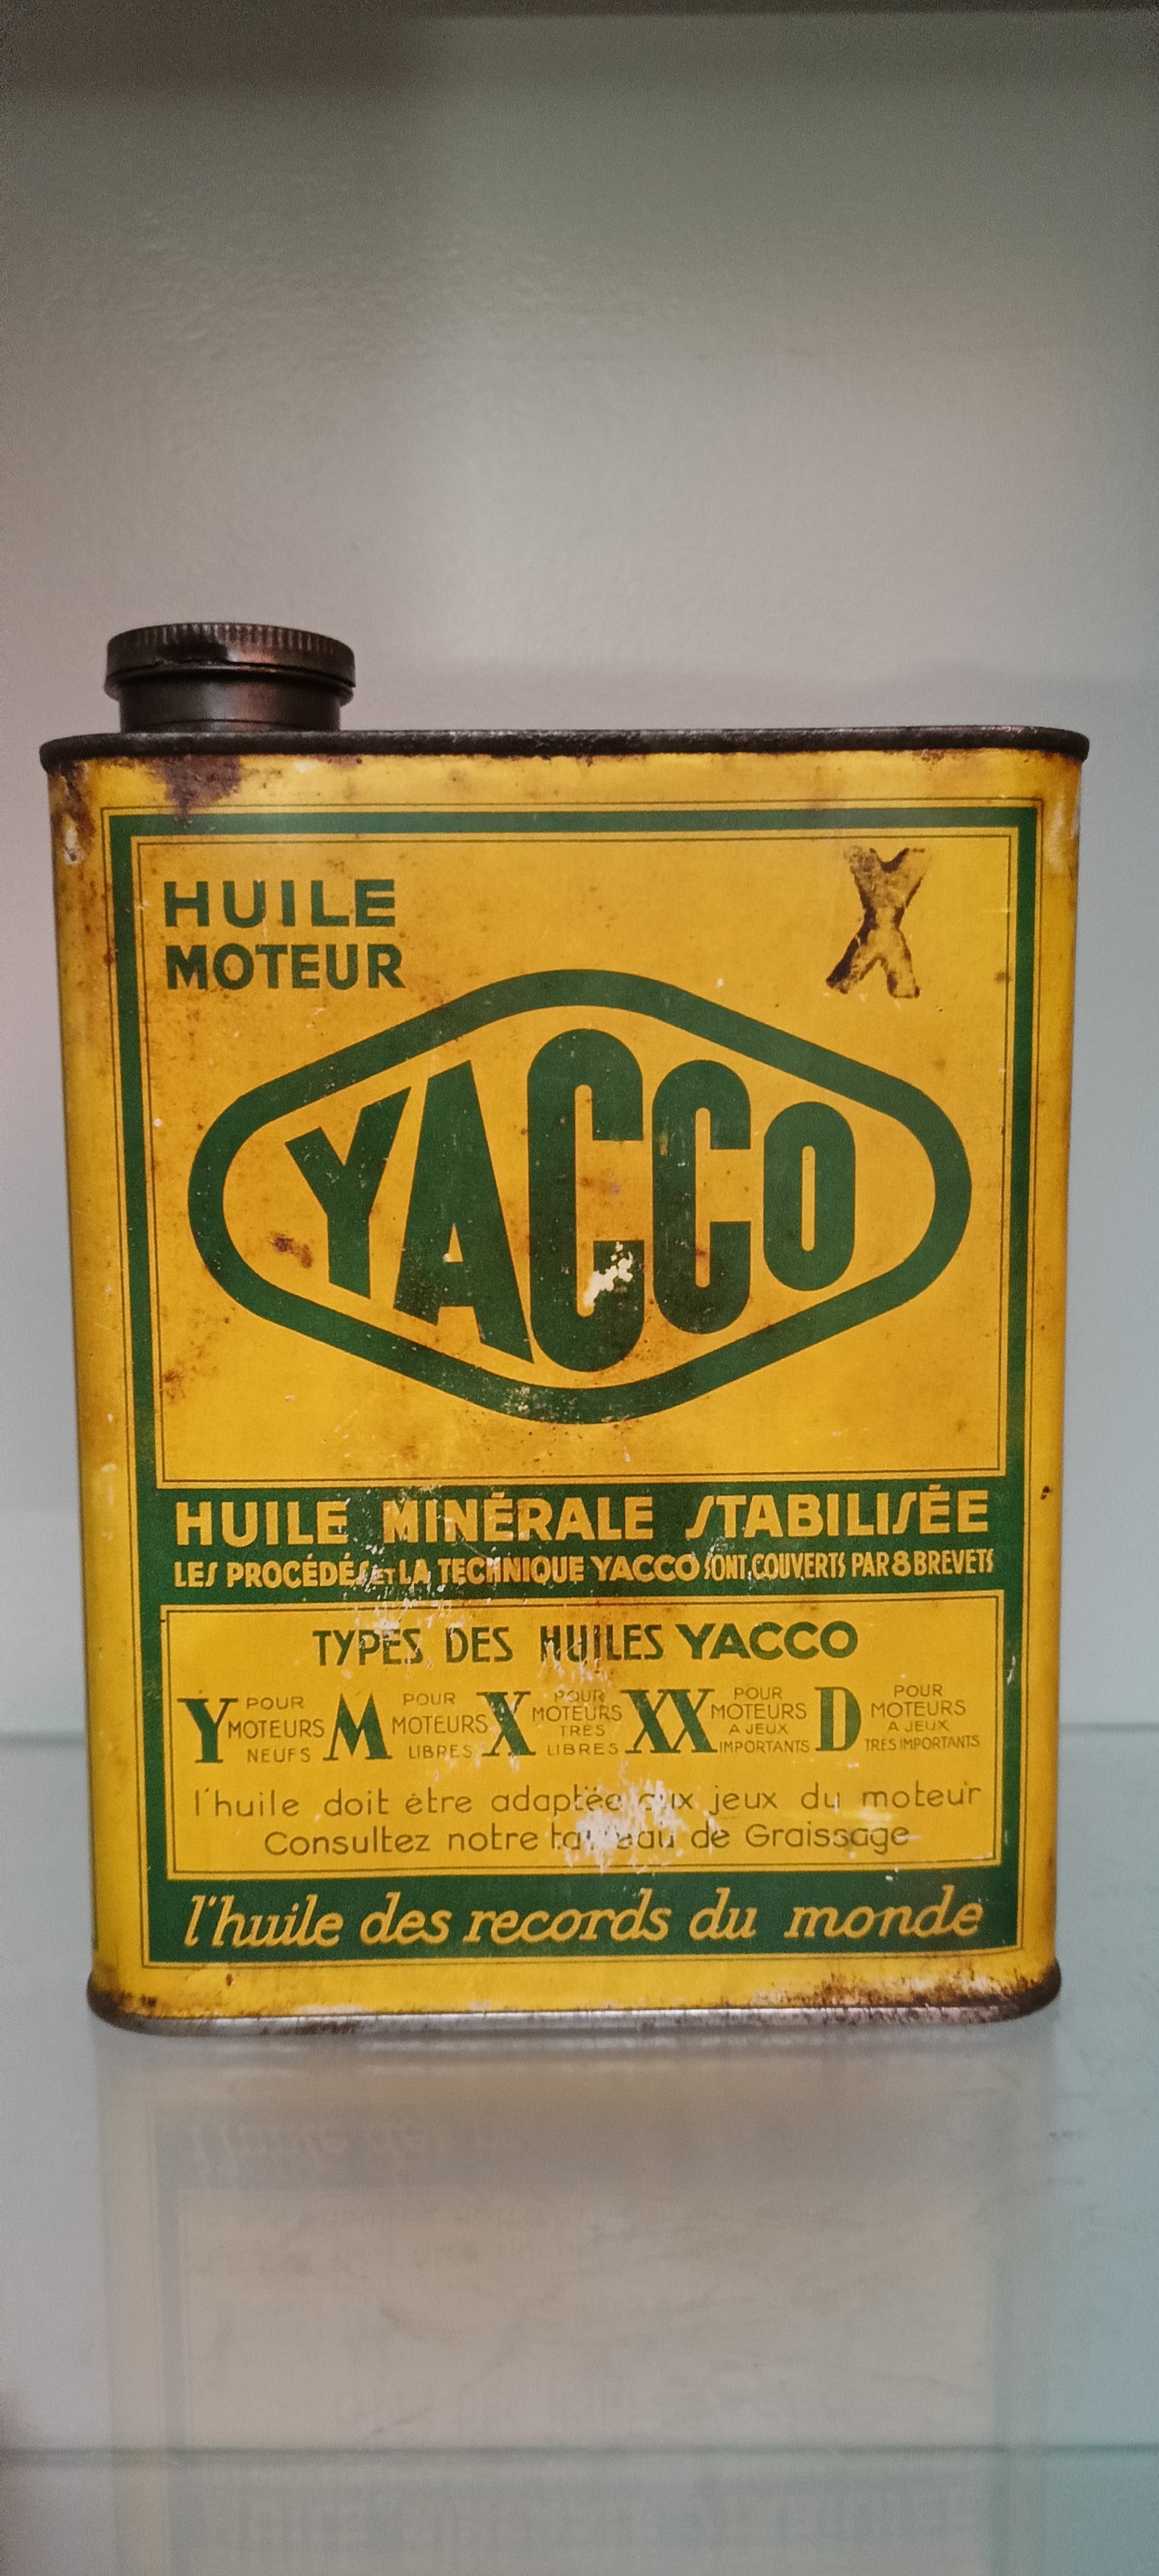 HUILE
MOTEUR
X
YACCO
HUILE MINÉRALE STABILISÉE
LES PROCÉDÉS ET LA TECHNIQUE YACCO SONT COUVERTS PAR 8 BREVETS
TYPES DES HUILES YACCO
Y POUR MOTEURS NEUFS
M POUR MOTEURS LIBRES
X POUR MOTEURS TRÈS LIBRES
XX POUR MOTEURS A JEUX IMPORTANTS
D POUR MOTEURS A JEUX TRÈS IMPORTANTS
l'huile doit être adaptée aux jeux du moteur
Consultez notre tableau de Graissage
l'huile des records du monde